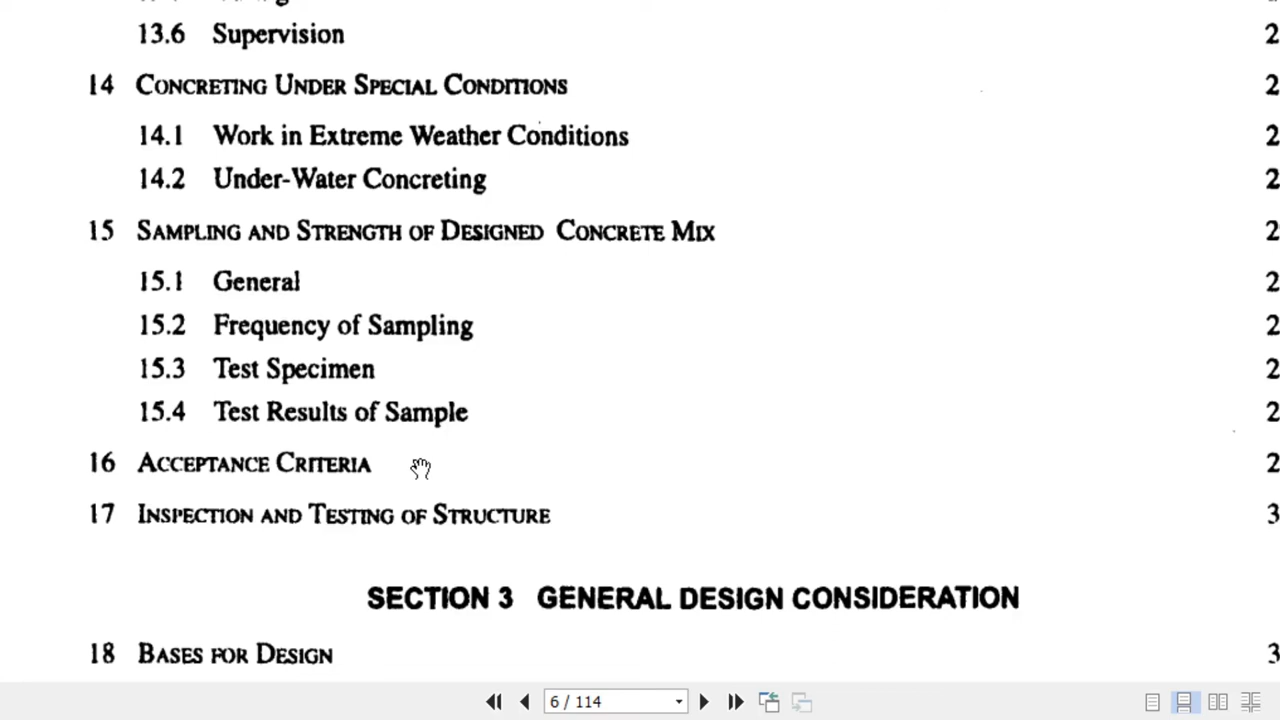 13.6 Supervision 2
14 CONCRETING UNDER SPECIAL CONDITIONS 2
14.1 Work in Extreme Weather Conditions 2
14.2 Under-Water Concreting 2
15 SAMPLING AND STRENGTH OF DESIGNED CONCRETE MIX 2
15.1 General 2
15.2 Frequency of Sampling 2
15.3 Test Specimen 2
15.4 Test Results of Sample 2
16 ACCEPTANCE CRITERIA 2
17 INSPECTION AND TESTING OF STRUCTURE 3
SECTION 3 GENERAL DESIGN CONSIDERATION
18 BASES FOR DESIGN 3
6 / 114